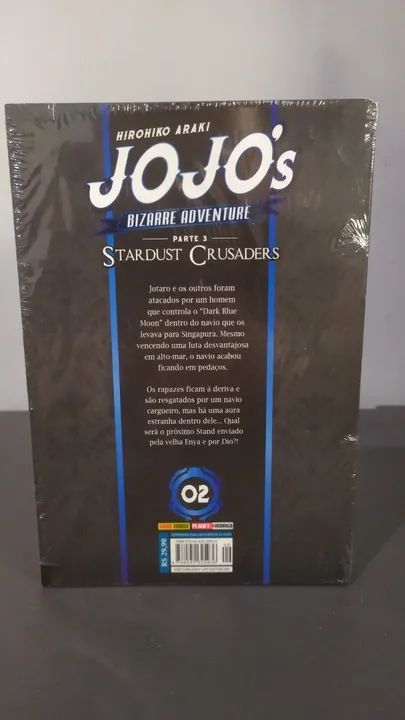 HIROHIKO ARAKI
JOJO's
BIZARRE ADVENTURE
PARTE 3
STARDUST CRUSADERS
Jotaro e os outros foram
atacados por um homem
que controla o "Dark Blue
Moon" dentro do navio que os
levava para Singapura. Mesmo
vencendo uma luta desvantajosa
em alto-mar, o navio acabou
ficando em pedaços.
Os rapazes ficam à deriva e
são resgatados por um navio
cargueiro, mas há uma aura
estranha dentro dele... Qual
será o próximo Stand enviado
pela velha Enya e por Dio?!
02
PLANET MANGA
R$ 29,90